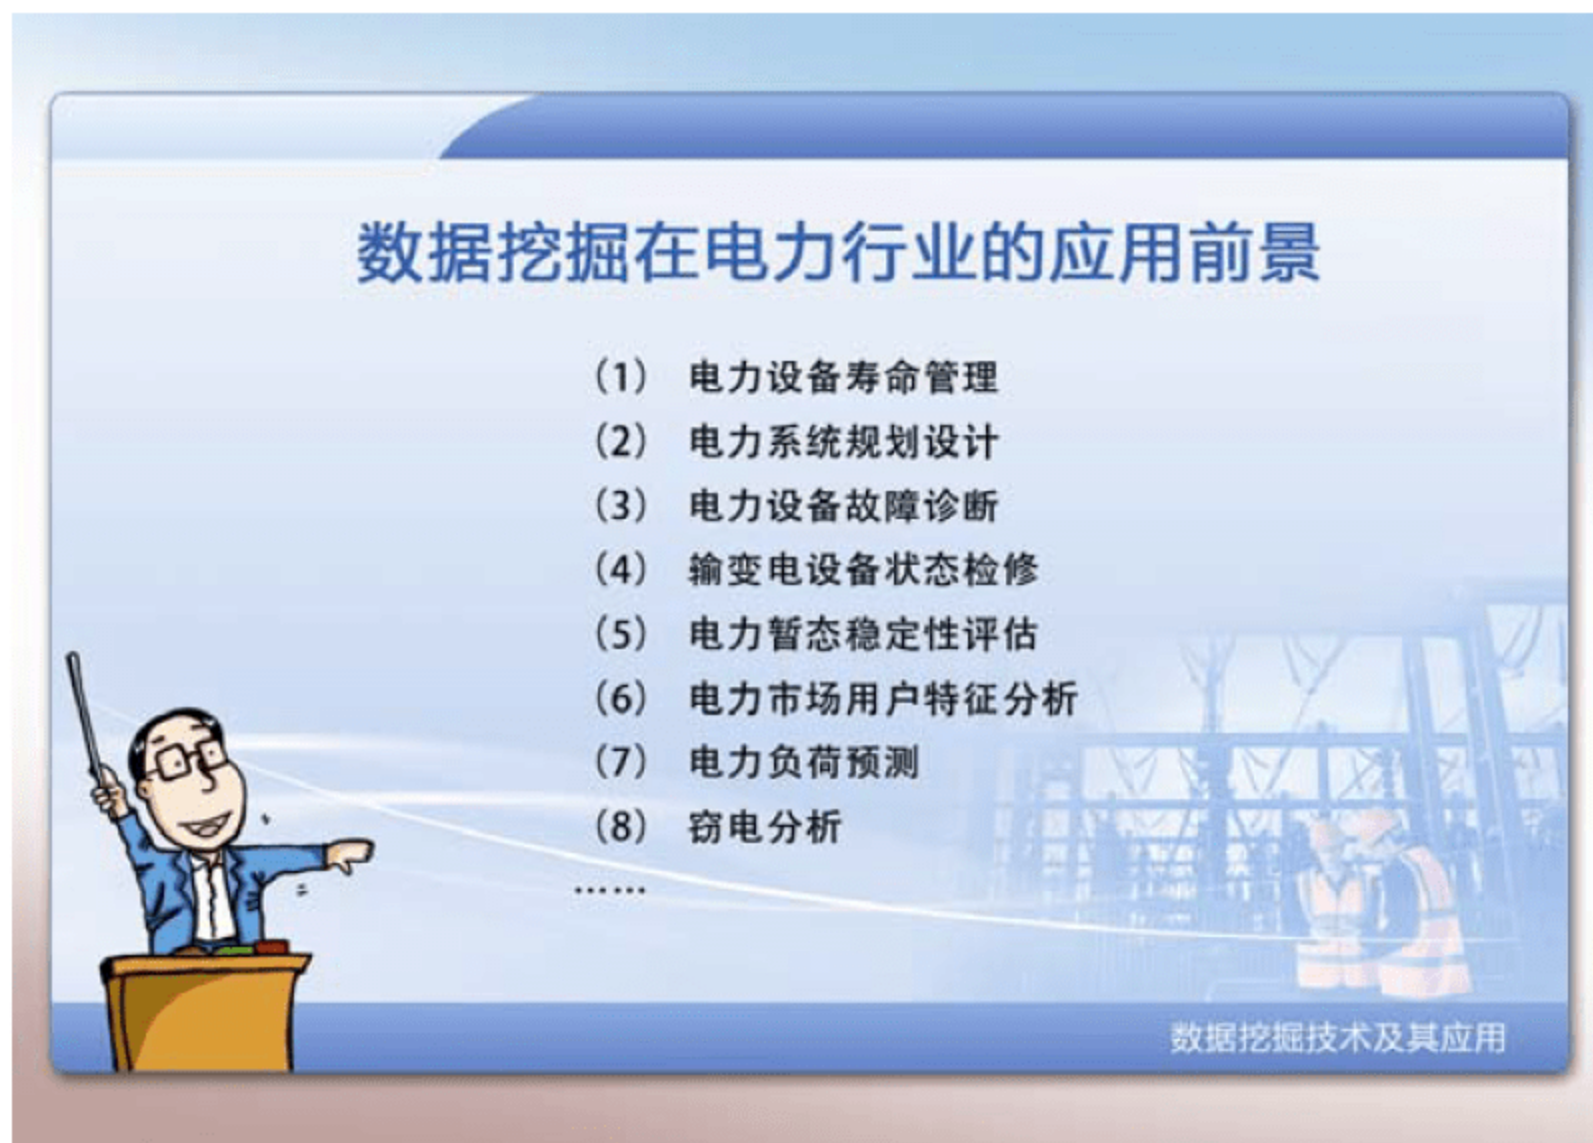 数据挖掘在电力行业的应用前景
（1） 电力设备寿命管理
（2） 电力系统规划设计
（3） 电力设备故障诊断
（4） 输变电设备状态检修
（5） 电力暂态稳定性评估
（6） 电力市场用户特征分析
（7） 电力负荷预测
（8） 窃电分析
……
数据挖掘技术及其应用